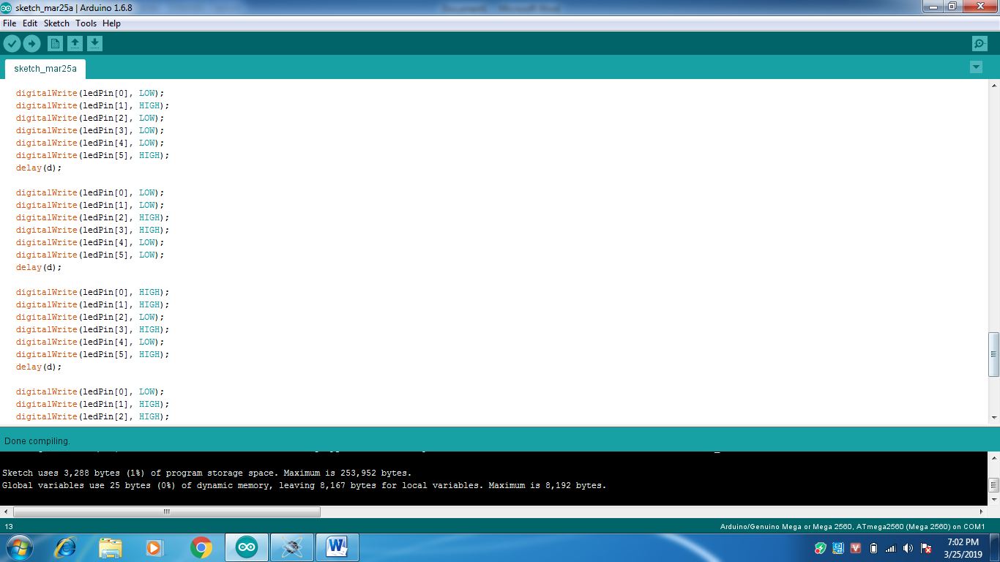 sketch_mar25a | Arduino 1.6.8
File Edit Sketch Tools Help
sketch_mar25a
digitalWrite(ledPin[0], LOW);
digitalWrite(ledPin[1], HIGH);
digitalWrite(ledPin[2], LOW);
digitalWrite(ledPin[3], LOW);
digitalWrite(ledPin[4], LOW);
digitalWrite(ledPin[5], HIGH);
delay(d);
digitalWrite(ledPin[0], LOW);
digitalWrite(ledPin[1], LOW);
digitalWrite(ledPin[2], HIGH);
digitalWrite(ledPin[3], HIGH);
digitalWrite(ledPin[4], LOW);
digitalWrite(ledPin[5], LOW);
delay(d);
digitalWrite(ledPin[0], HIGH);
digitalWrite(ledPin[1], HIGH);
digitalWrite(ledPin[2], LOW);
digitalWrite(ledPin[3], HIGH);
digitalWrite(ledPin[4], LOW);
digitalWrite(ledPin[5], HIGH);
delay(d);
digitalWrite(ledPin[0], LOW);
digitalWrite(ledPin[1], HIGH);
digitalWrite(ledPin[2], HIGH);
Done compiling.
Sketch uses 3,288 bytes (1%) of program storage space. Maximum is 253,952 bytes.
Global variables use 25 bytes (0%) of dynamic memory, leaving 8,167 bytes for local variables. Maximum is 8,192 bytes.
13
Arduino/Genuino Mega or Mega 2560, ATmega2560 (Mega 2560) on COM1
7:02 PM
3/25/2019